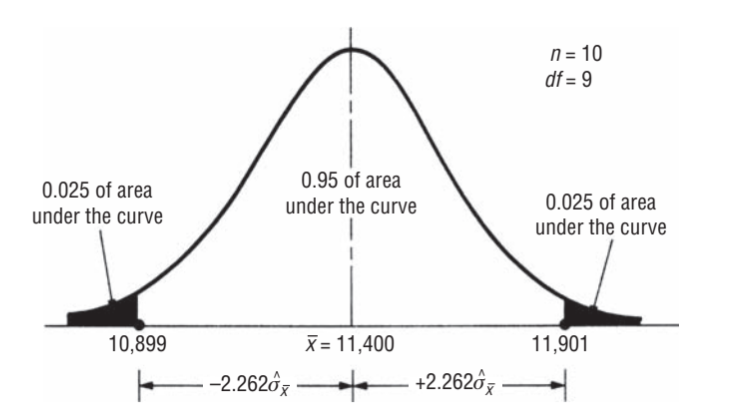 n = 10
df = 9
0.025 of area
under the curve
0.95 of area
under the curve
0.025 of area
under the curve
10,899
x̄ = 11,400
11,901
–2.262σ̂x̄
+2.262σ̂x̄